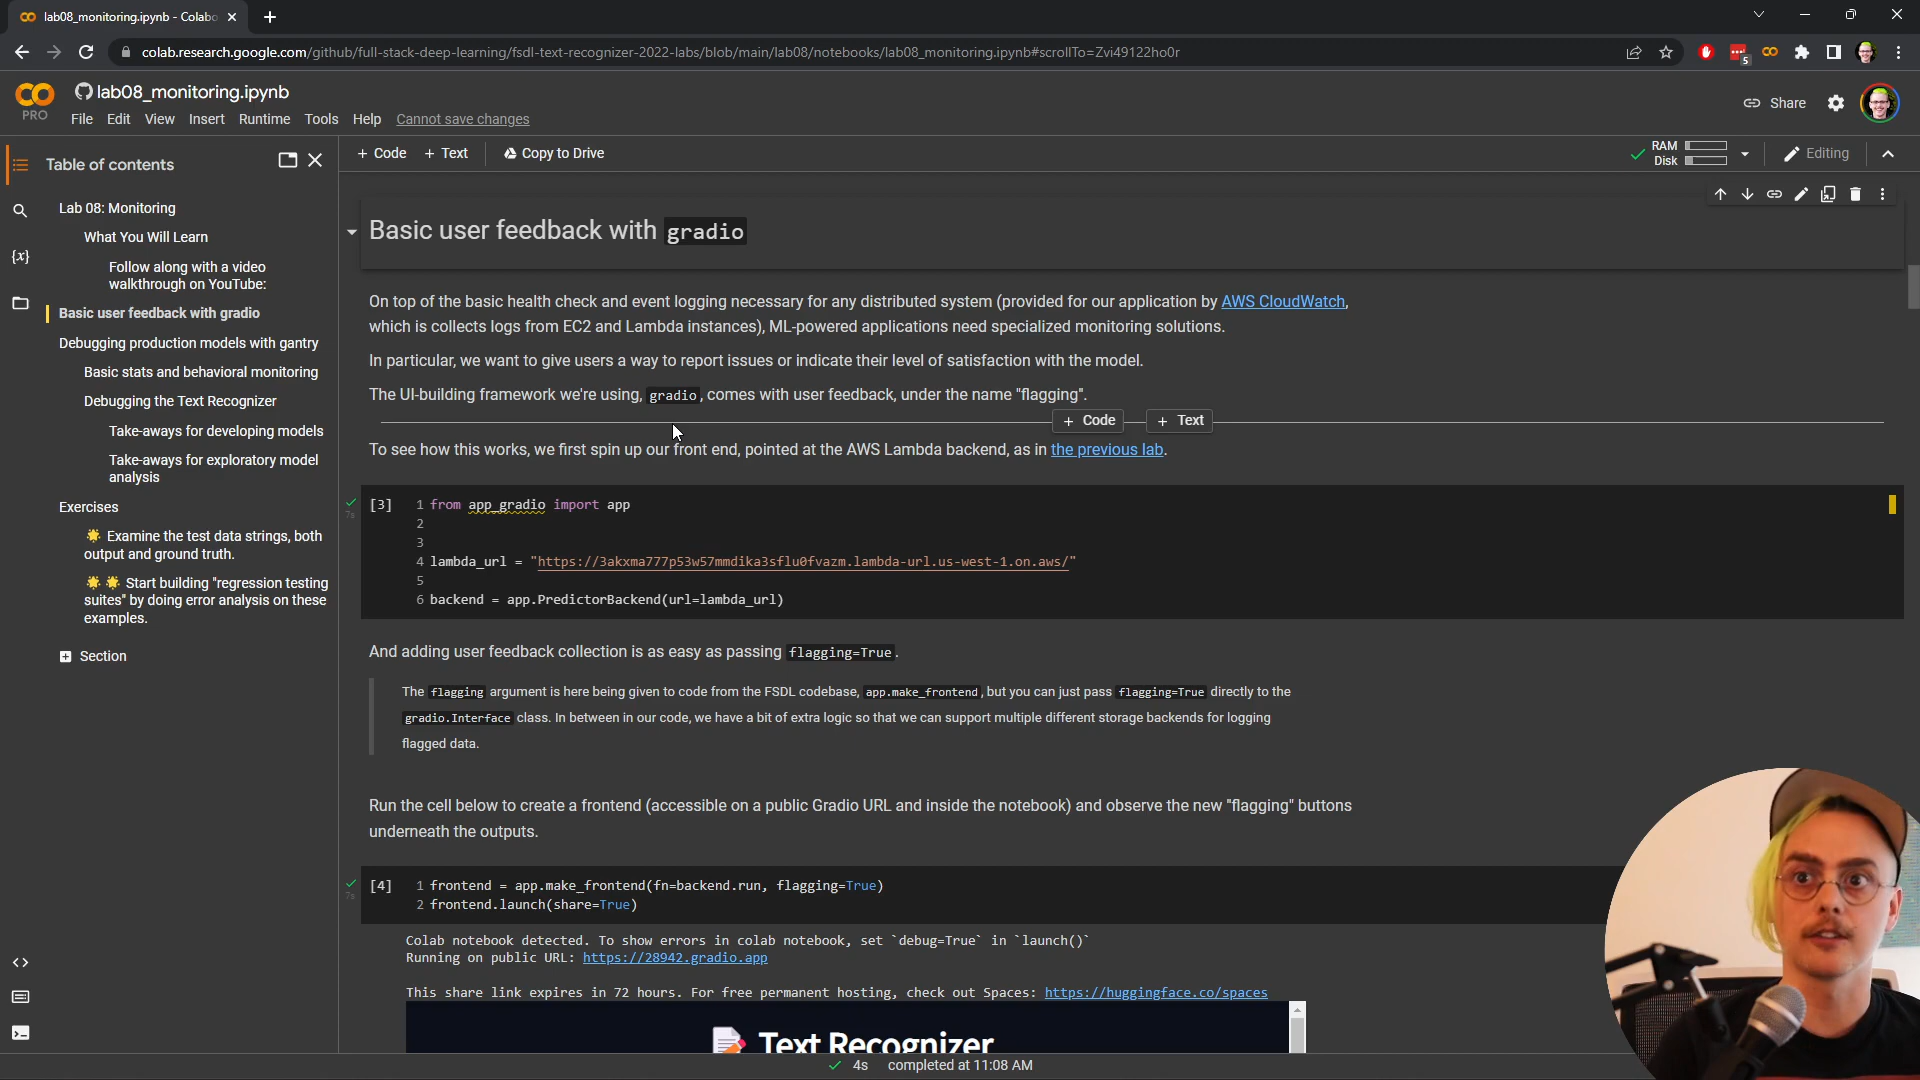 lab08_monitoring.ipynb - Colabo
colab.research.google.com/github/full-stack-deep-learning/fsdl-text-recognizer-2022-labs/blob/main/lab08/notebooks/lab08_monitoring.ipynb#scrollTo=Zvi49122ho0r
5
PRO
lab08_monitoring.ipynb
File Edit View Insert Runtime Tools Help Cannot save changes
Share
Table of contents
+ Code + Text Copy to Drive
RAM
Disk
Editing
Lab 08: Monitoring
What You Will Learn
Follow along with a video
walkthrough on YouTube:
Basic user feedback with gradio
Debugging production models with gantry
Basic stats and behavioral monitoring
Debugging the Text Recognizer
Take-aways for developing models
Take-aways for exploratory model
analysis
Exercises
🌟 Examine the test data strings, both
output and ground truth.
🌟🌟 Start building "regression testing
suites" by doing error analysis on these
examples.
Section
{x}
Basic user feedback with gradio
On top of the basic health check and event logging necessary for any distributed system (provided for our application by AWS CloudWatch,
which is collects logs from EC2 and Lambda instances), ML-powered applications need specialized monitoring solutions.
In particular, we want to give users a way to report issues or indicate their level of satisfaction with the model.
The UI-building framework we're using, gradio, comes with user feedback, under the name "flagging".
+ Code + Text
To see how this works, we first spin up our front end, pointed at the AWS Lambda backend, as in the previous lab.
7s
[3] 1 from app_gradio import app
2
3
4 lambda_url = "https://3akxma777p53w57mmdika3sflu0fvazm.lambda-url.us-west-1.on.aws/"
5
6 backend = app.PredictorBackend(url=lambda_url)
And adding user feedback collection is as easy as passing flagging=True.
The flagging argument is here being given to code from the FSDL codebase, app.make_frontend, but you can just pass flagging=True directly to the
gradio.Interface class. In between in our code, we have a bit of extra logic so that we can support multiple different storage backends for logging
flagged data.
Run the cell below to create a frontend (accessible on a public Gradio URL and inside the notebook) and observe the new "flagging" buttons
underneath the outputs.
7s
[4] 1 frontend = app.make_frontend(fn=backend.run, flagging=True)
2 frontend.launch(share=True)
Colab notebook detected. To show errors in colab notebook, set `debug=True` in `launch()`
Running on public URL: https://28942.gradio.app
This share link expires in 72 hours. For free permanent hosting, check out Spaces: https://huggingface.co/spaces
Text Recognizer
4s completed at 11:08 AM